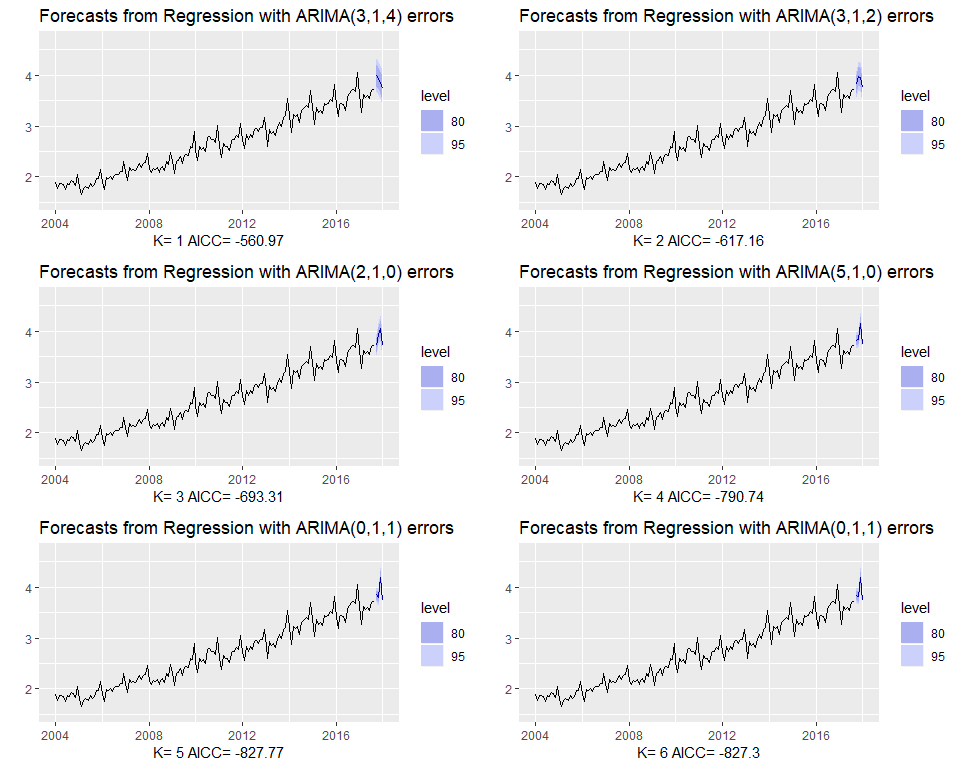 Forecasts from Regression with ARIMA(3,1,4) errors
4
3
2
2004 2008 2012 2016
K= 1 AICC= -560.97
level
80
95
Forecasts from Regression with ARIMA(3,1,2) errors
4
3
2
2004 2008 2012 2016
K= 2 AICC= -617.16
level
80
95
Forecasts from Regression with ARIMA(2,1,0) errors
4
3
2
2004 2008 2012 2016
K= 3 AICC= -693.31
level
80
95
Forecasts from Regression with ARIMA(5,1,0) errors
4
3
2
2004 2008 2012 2016
K= 4 AICC= -790.74
level
80
95
Forecasts from Regression with ARIMA(0,1,1) errors
4
3
2
2004 2008 2012 2016
K= 5 AICC= -827.77
level
80
95
Forecasts from Regression with ARIMA(0,1,1) errors
4
3
2
2004 2008 2012 2016
K= 6 AICC= -827.3
level
80
95